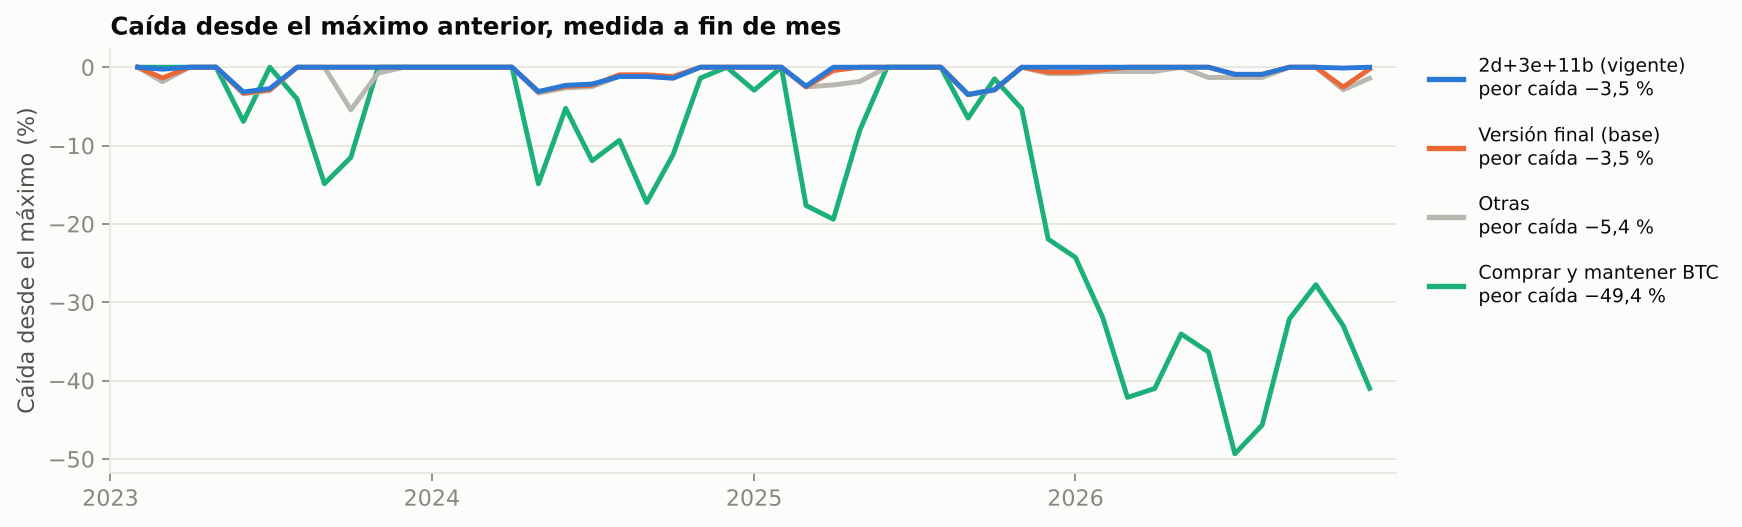 Caída desde el máximo anterior, medida a fin de mes
Caída desde el máximo (%)
0
−10
−20
−30
−40
−50
2023
2024
2025
2026
2d+3e+11b (vigente)
peor caída −3,5 %
Versión final (base)
peor caída −3,5 %
Otras
peor caída −5,4 %
Comprar y mantener BTC
peor caída −49,4 %